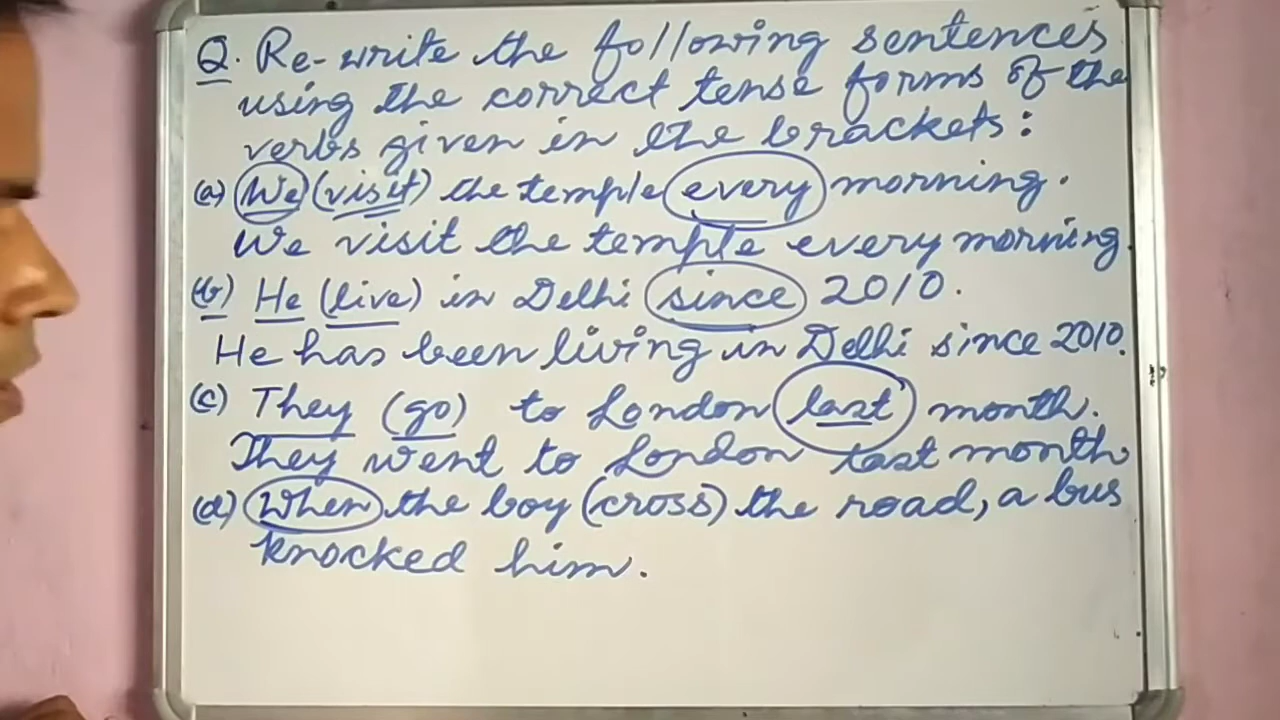 Q. Re-write the following sentences
using the correct tense forms of the
verbs given in the brackets:
(a) We (visit) the temple every morning.
We visit the temple every morning
(b) He (live) in Delhi since 2010.
He has been living in Delhi since 2010.
(c) They (go) to London last month.
They went to London last month
(d) When the boy (cross) the road, a bus
knocked him.